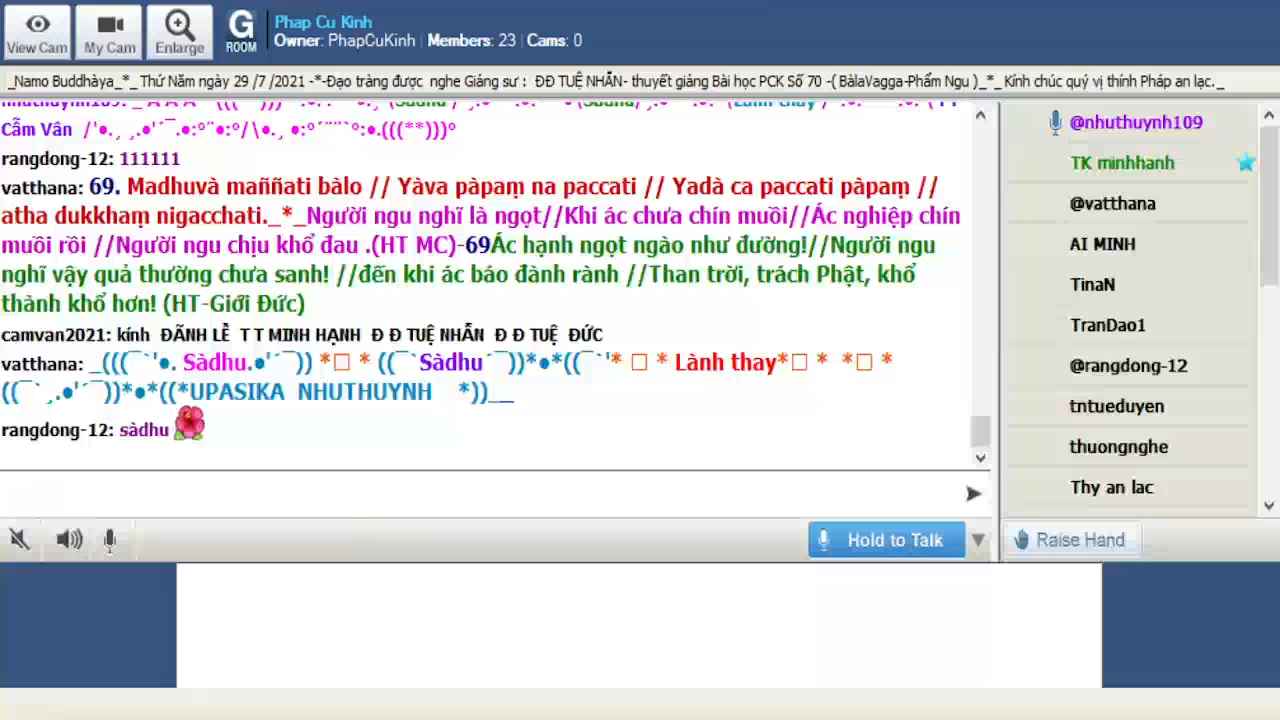 Phap Cu Kinh
Owner: PhapCuKinh | Members: 23 | Cams: 0
View Cam
My Cam
Enlarge
G ROOM
_Namo Buddhàya_*_ Thứ Năm ngày 29 /7 /2021 -*-Đạo tràng được nghe Giảng sư : ĐĐ TUỆ NHẪN- thuyết giảng Bài học PCK Số 70 -( BàlaVagga-Phẩm Ngu )_*_ Kính chúc quý vị thính Pháp an lạc._
Cẩm Vân /'•.¸ ¸.•'´¯.•:°¨•:°/ \•.¸ •:°´¨¨`°:•.(((**)))°
rangdong-12: 111111
vatthana: 69. Madhuvà maññati bàlo // Yàva pàpaṃ na paccati // Yadà ca paccati pàpaṃ //
atha dukkhaṃ nigacchati._*_Người ngu nghĩ là ngọt//Khi ác chưa chín muồi//Ác nghiệp chín
muồi rồi //Người ngu chịu khổ đau .(HT MC)-69Ác hạnh ngọt ngào như đường!//Người ngu
nghĩ vậy quả thường chưa sanh! //đến khi ác báo đành rành //Than trời, trách Phật, khổ
thành khổ hơn! (HT-Giới Đức)
camvan2021: kính ĐÃNH LỄ T T MINH HẠNH Đ Đ TUỆ NHẪN Đ Đ TUỆ ĐỨC
vatthana: _(((¯`'•. Sàdhu.•'´¯)) *□ * ((¯`Sàdhu´¯))*•*((¯`'* □ * Lành thay*□ * *□ *
((¯`¸.•'´¯))*•*((*UPASIKA NHUTHUYNH *))__
rangdong-12: sàdhu
@nhuthuynh109
TK minhhanh
@vatthana
AI MINH
TinaN
TranDao1
@rangdong-12
tntueduyen
thuongnghe
Thy an lac
Hold to Talk
Raise Hand